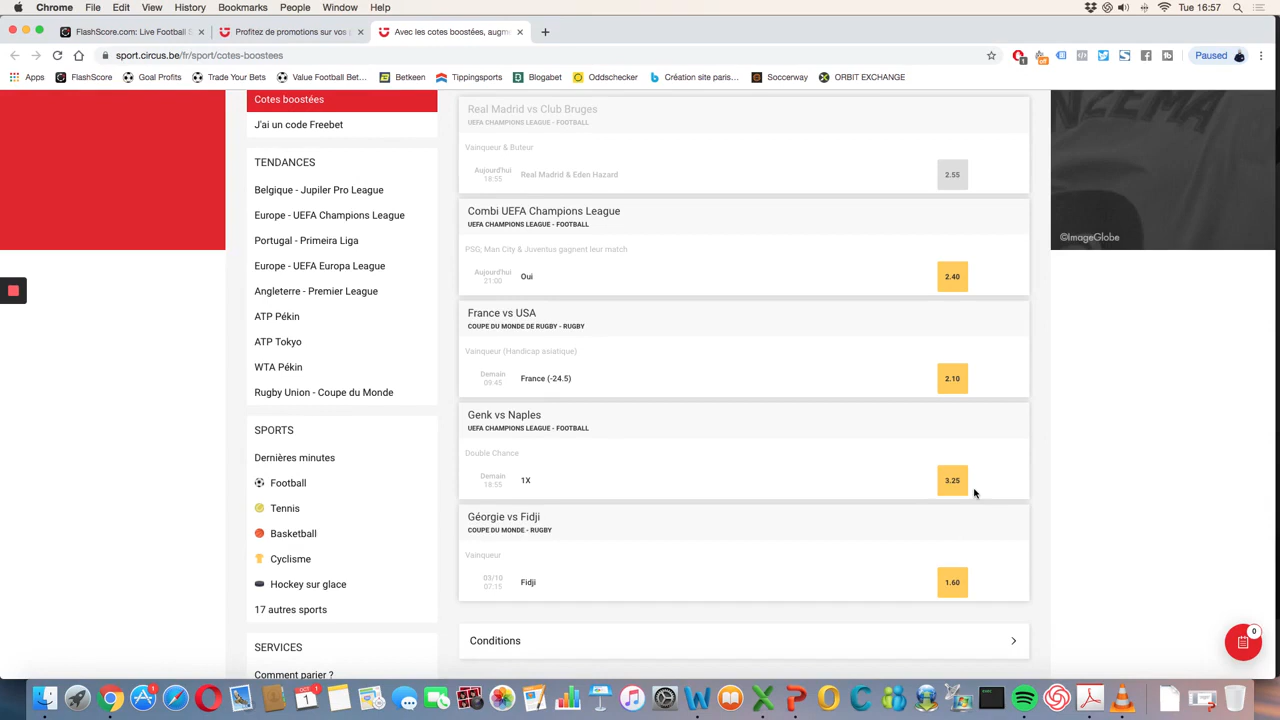 Chrome File Edit View History Bookmarks People Window Help
Tue 16:57
FlashScore.com: Live Football
Profitez de promotions sur vos
Avec les cotes boostées, augm
sport.circus.be/fr/sport/cotes-boostees
Paused
Apps FlashScore Goal Profits Trade Your Bets Value Football Bet... Betkeen Tippingsports Blogabet Oddschecker Création site - al... Soccerway ORBIT EXCHANGE
Cotes boostées
J'ai un code Freebet
TENDANCES
Belgique - Jupiler Pro League
Europe - UEFA Champions League
Portugal - Primeira Liga
Europe - UEFA Europa League
Angleterre - Premier League
ATP Pékin
ATP Tokyo
WTA Pékin
Rugby Union - Coupe du Monde
SPORTS
Dernières minutes
Football
Tennis
Basketball
Cyclisme
Hockey sur glace
17 autres sports
SERVICES
Comment parier ?
Real Madrid vs Club Bruges
UEFA CHAMPIONS LEAGUE - FOOTBALL
Vainqueur & Buteur
Aujourd'hui
18:55
Real Madrid & Eden Hazard
2.55
Combi UEFA Champions League
UEFA CHAMPIONS LEAGUE - FOOTBALL
PSG, Man City & Juventus gagnent leur match
Aujourd'hui
21:00
Oui
2.40
France vs USA
COUPE DU MONDE DE RUGBY - RUGBY
Vainqueur (Handicap asiatique)
Demain
09:45
France (-24.5)
2.10
Genk vs Naples
UEFA CHAMPIONS LEAGUE - FOOTBALL
Double Chance
Demain
18:55
1X
3.25
Géorgie vs Fidji
COUPE DU MONDE - RUGBY
Vainqueur
03/10
07:15
Fidji
1.60
Conditions
©ImageGlobe
0